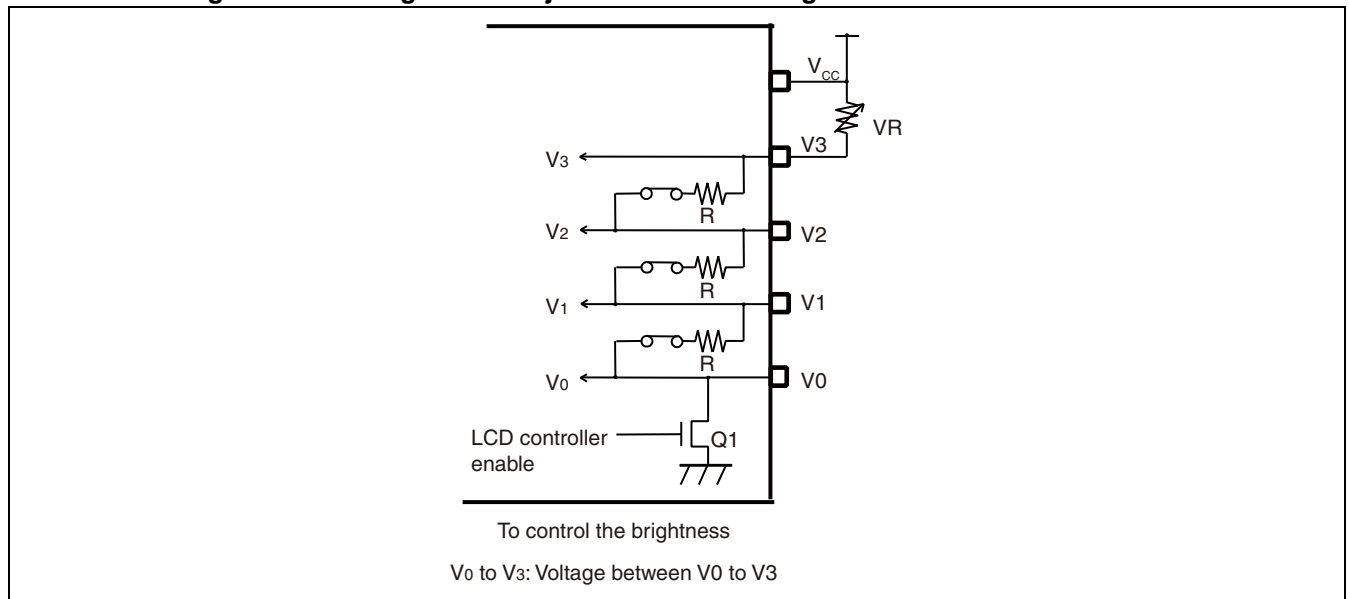 VCC
VR
V3
V3
R
V2
V2
R
V1
V1
R
V0
V0
LCD controller
enable
Q1
To control the brightness
V0 to V3: Voltage between V0 to V3